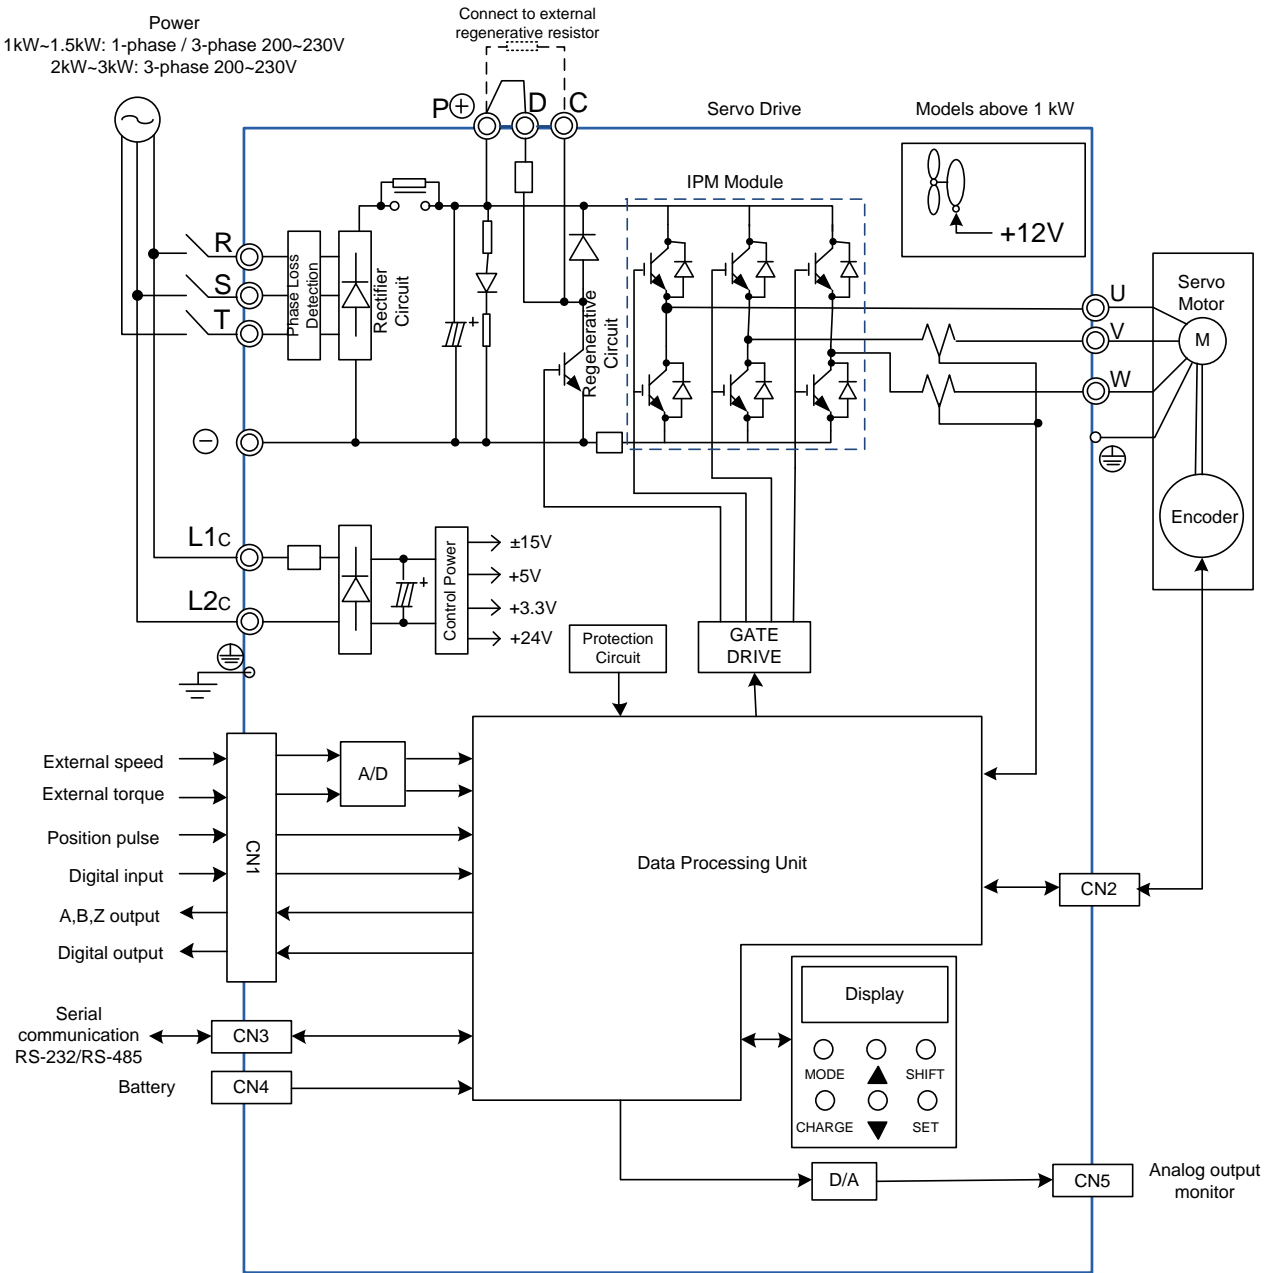 Power
1kW~1.5kW: 1-phase / 3-phase 200~230V
2kW~3kW: 3-phase 200~230V
Connect to external
regenerative resistor
P⊕
D
C
Servo Drive
Models above 1 kW
IPM Module
+12V
R
S
T
Phase Loss
Detection
Rectifier
Circuit
+
Regenerative
Circuit
U
V
W
Servo
Motor
M
Encoder
L1c
L2c
+
Control Power
±15V
+5V
+3.3V
+24V
Protection
Circuit
GATE
DRIVE
External speed
External torque
Position pulse
Digital input
A,B,Z output
Digital output
CN1
A/D
Data Processing Unit
CN2
Serial
communication
RS-232/RS-485
CN3
Battery
CN4
Display
MODE ▲ SHIFT
CHARGE ▼ SET
D/A
CN5
Analog output
monitor